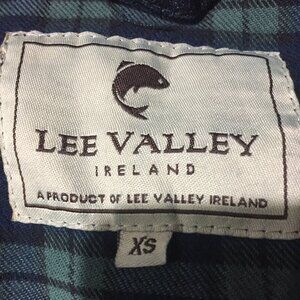 LEE VALLEY
IRELAND
A PRODUCT OF LEE VALLEY IRELAND
XS